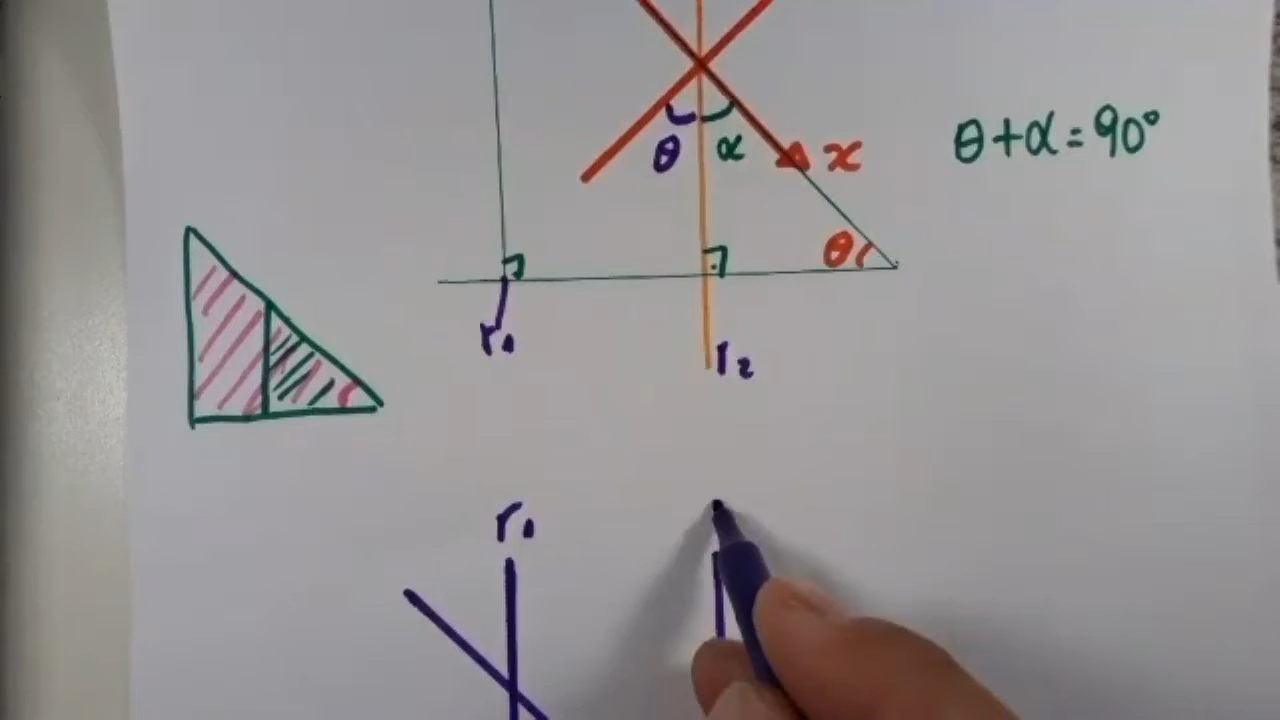 θ α x
θ+α=90°
θ
r₁
r₂
r₁